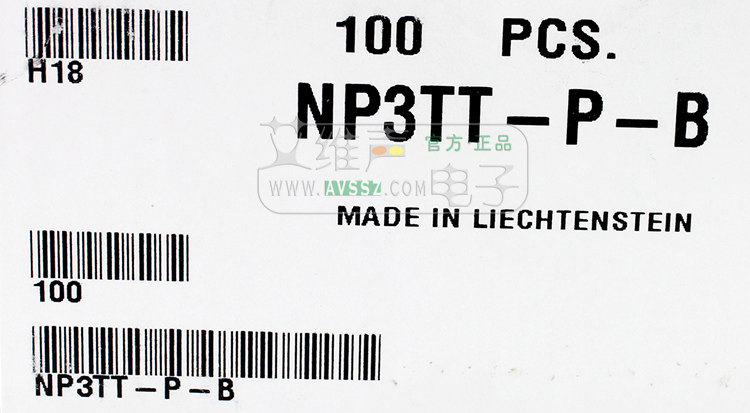 100 PCS.
H18
NP3TT-P-B
维声 官方 正品
WWW.AVSSZ.COM 电子
MADE IN LIECHTENSTEIN
100
NP3TT-P-B